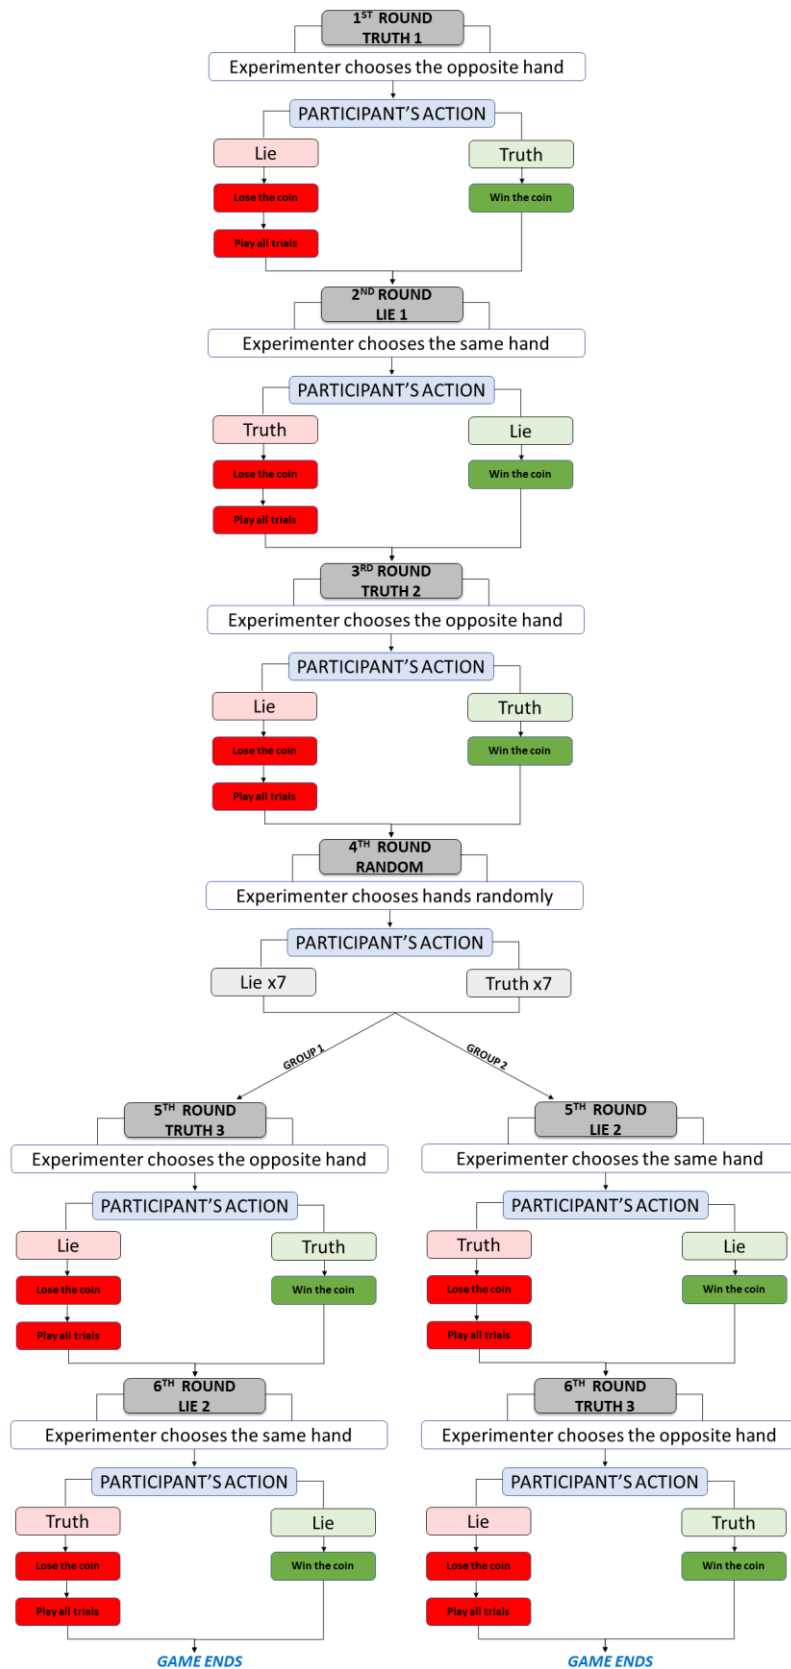 1ST ROUND
TRUTH 1
Experimenter chooses the opposite hand
PARTICIPANT'S ACTION
Lie
Truth
Lose the coin
Win the coin
Play all trials
2ND ROUND
LIE 1
Experimenter chooses the same hand
PARTICIPANT'S ACTION
Truth
Lie
Lose the coin
Win the coin
Play all trials
3RD ROUND
TRUTH 2
Experimenter chooses the opposite hand
PARTICIPANT'S ACTION
Lie
Truth
Lose the coin
Win the coin
Play all trials
4TH ROUND
RANDOM
Experimenter chooses hands randomly
PARTICIPANT'S ACTION
Lie x7
Truth x7
GROUP 1
GROUP 2
5TH ROUND
TRUTH 3
Experimenter chooses the opposite hand
PARTICIPANT'S ACTION
Lie
Truth
Lose the coin
Win the coin
Play all trials
6TH ROUND
LIE 2
Experimenter chooses the same hand
PARTICIPANT'S ACTION
Truth
Lie
Lose the coin
Win the coin
Play all trials
GAME ENDS
5TH ROUND
LIE 2
Experimenter chooses the same hand
PARTICIPANT'S ACTION
Truth
Lie
Lose the coin
Win the coin
Play all trials
6TH ROUND
TRUTH 3
Experimenter chooses the opposite hand
PARTICIPANT'S ACTION
Lie
Truth
Lose the coin
Win the coin
Play all trials
GAME ENDS